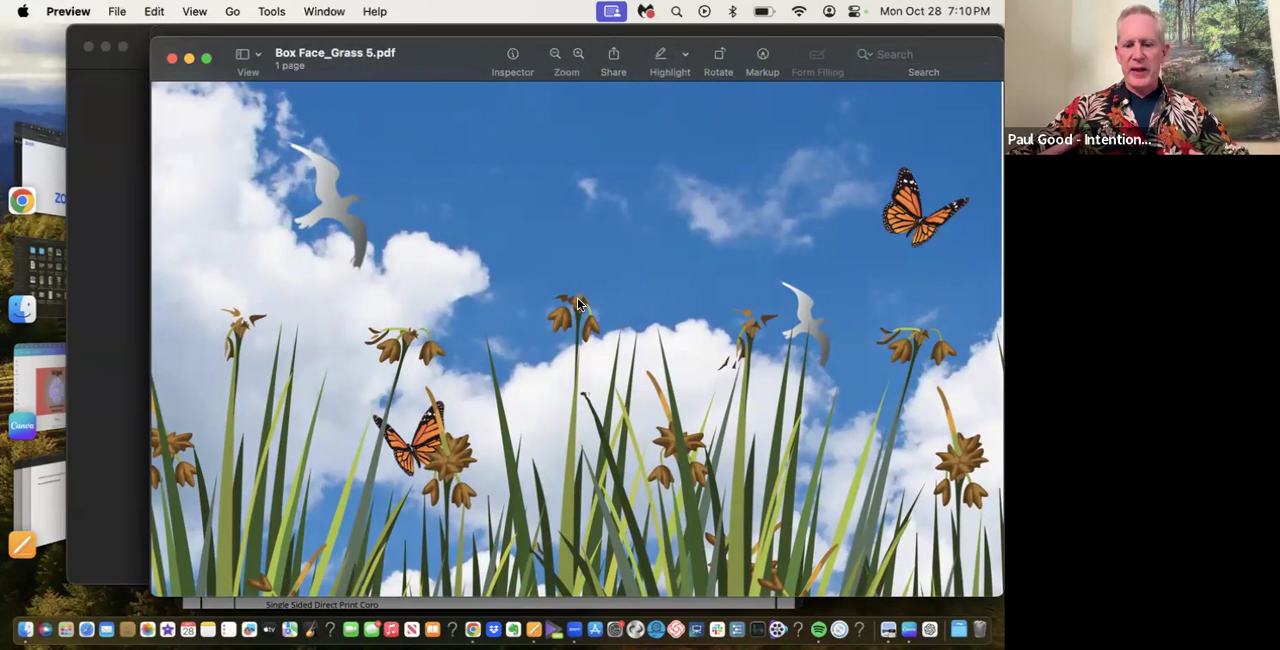 Preview File Edit View Go Tools Window Help
Mon Oct 28 7:10 PM
Box Face_Grass 5.pdf
1 page
View
Inspector
Zoom
Share
Highlight
Rotate
Markup
Form Filling
Search
Search
Paul Good - Intention...
Canva
Single Sided Direct Print Coro